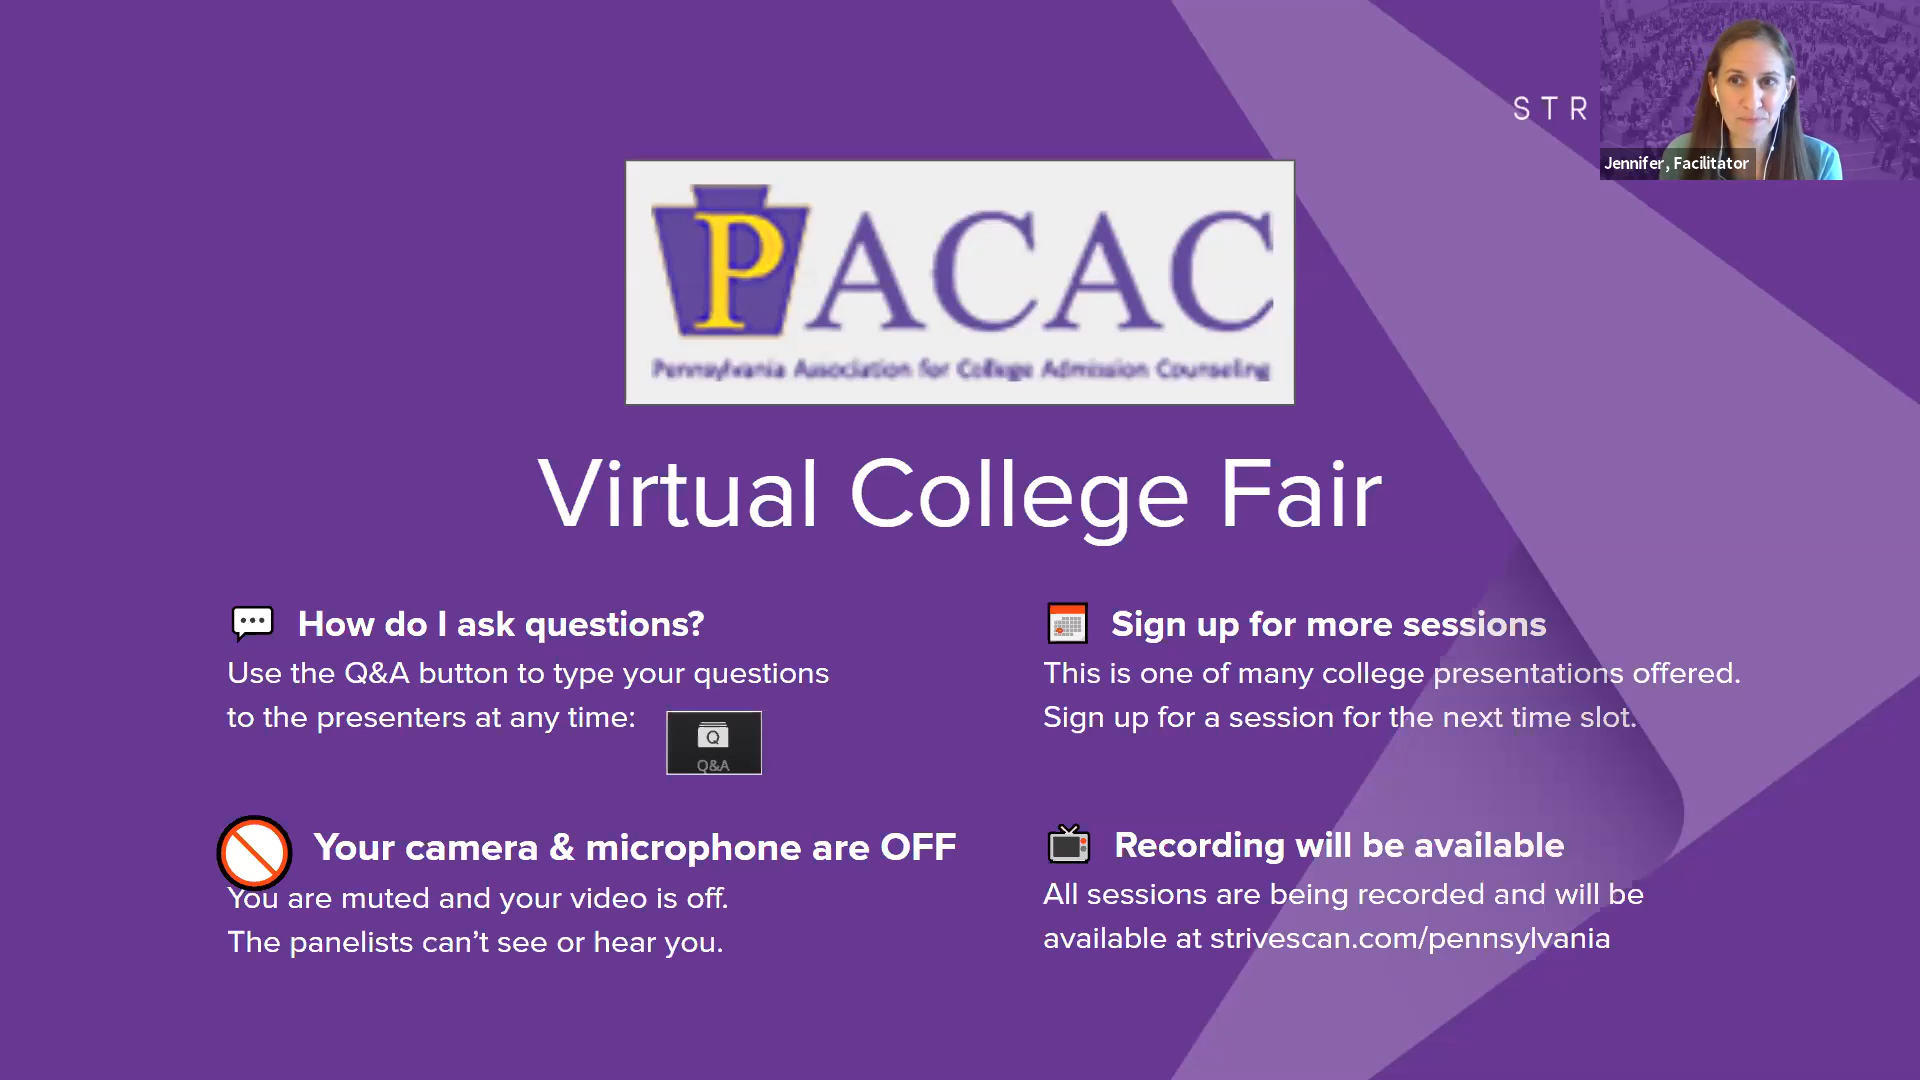 STR
Jennifer, Facilitator
PACAC
Pennsylvania Association for College Admission Counseling
Virtual College Fair
How do I ask questions?
Use the Q&A button to type your questions
to the presenters at any time:
Q
Q&A
Sign up for more sessions
This is one of many college presentations offered.
Sign up for a session for the next time slot.
Your camera & microphone are OFF
You are muted and your video is off.
The panelists can’t see or hear you.
Recording will be available
All sessions are being recorded and will be
available at strivescan.com/pennsylvania